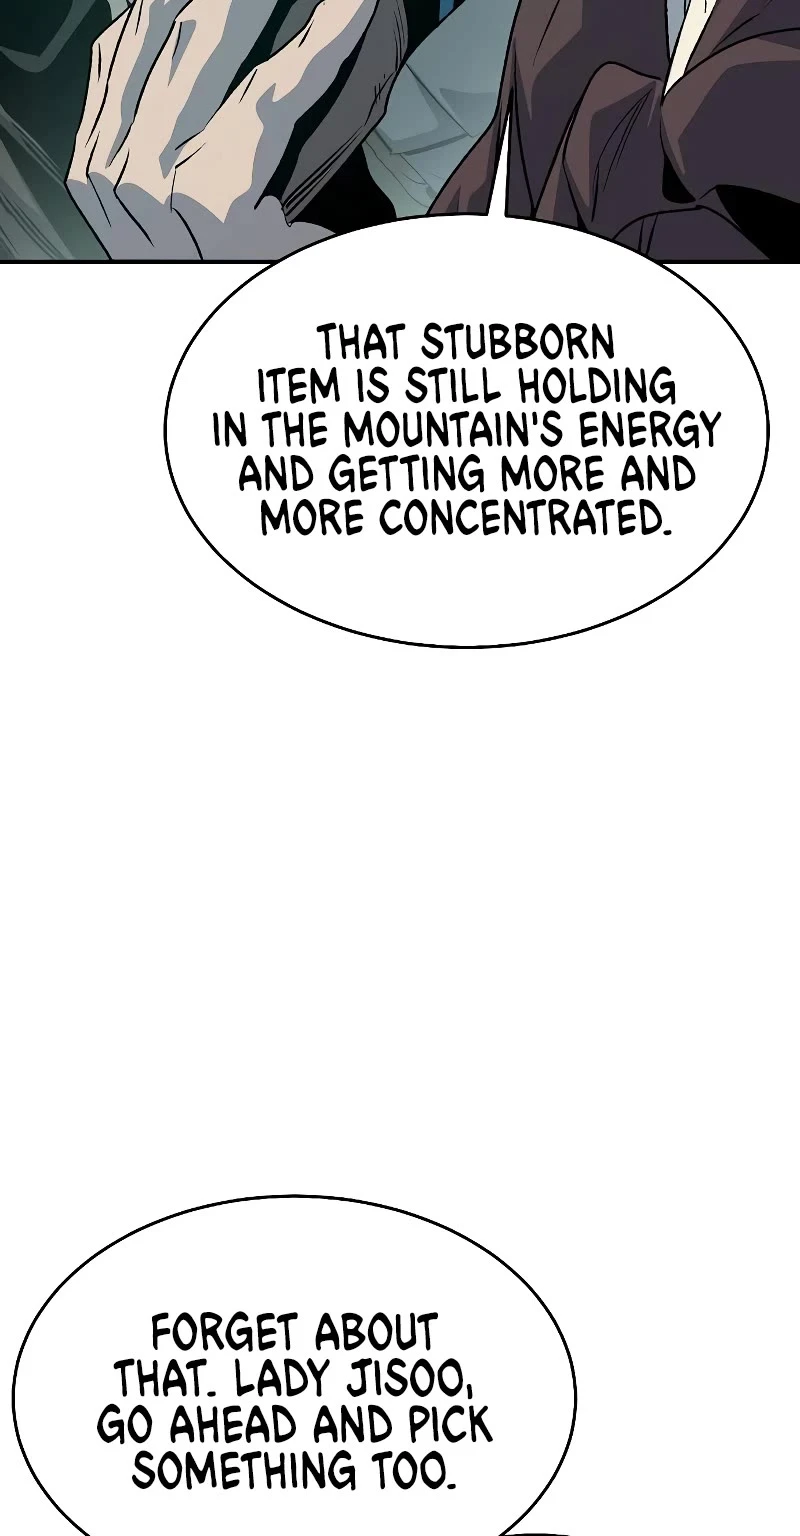 THAT STUBBORN
ITEM IS STILL HOLDING
IN THE MOUNTAIN'S ENERGY
AND GETTING MORE AND
MORE CONCENTRATED.
FORGET ABOUT
THAT. LADY JISOO,
GO AHEAD AND PICK
SOMETHING TOO.